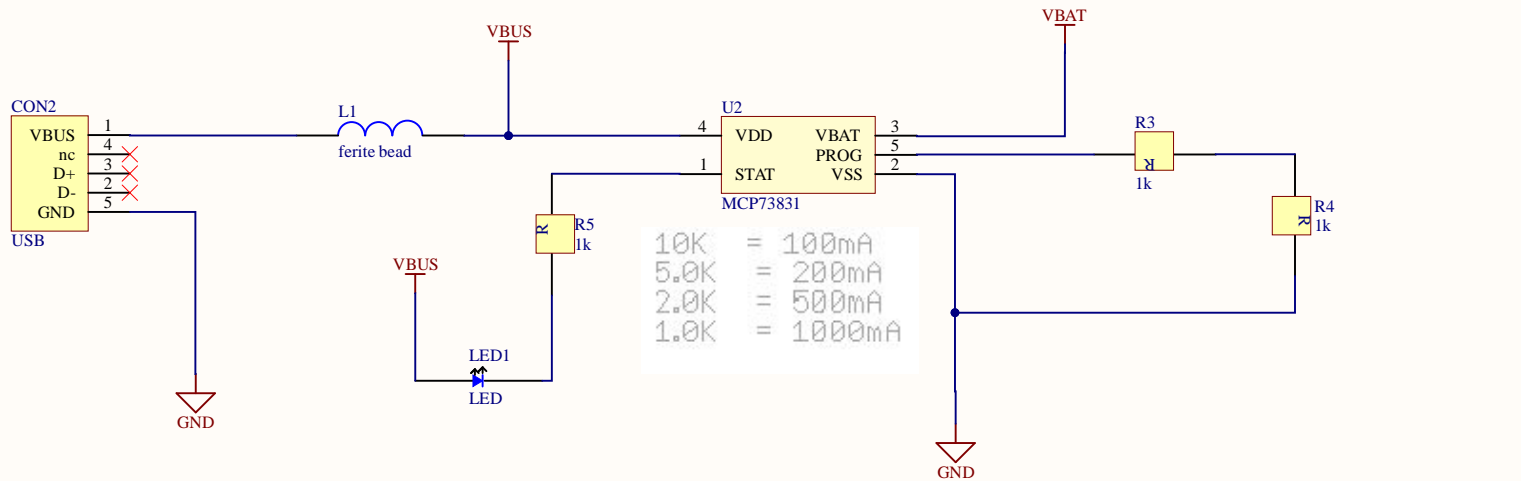 VBUS
VBAT
CON2
VBUS 1
nc 4
D+ 3
D- 2
GND 5
USB
L1
ferite bead
U2
4 VDD VBAT 3
PROG 5
1 STAT VSS 2
MCP73831
R3
R
1k
R4
R
1k
R5
R
1k
10K = 100mA
5.0K = 200mA
2.0K = 500mA
1.0K = 1000mA
VBUS
LED1
LED
GND
GND